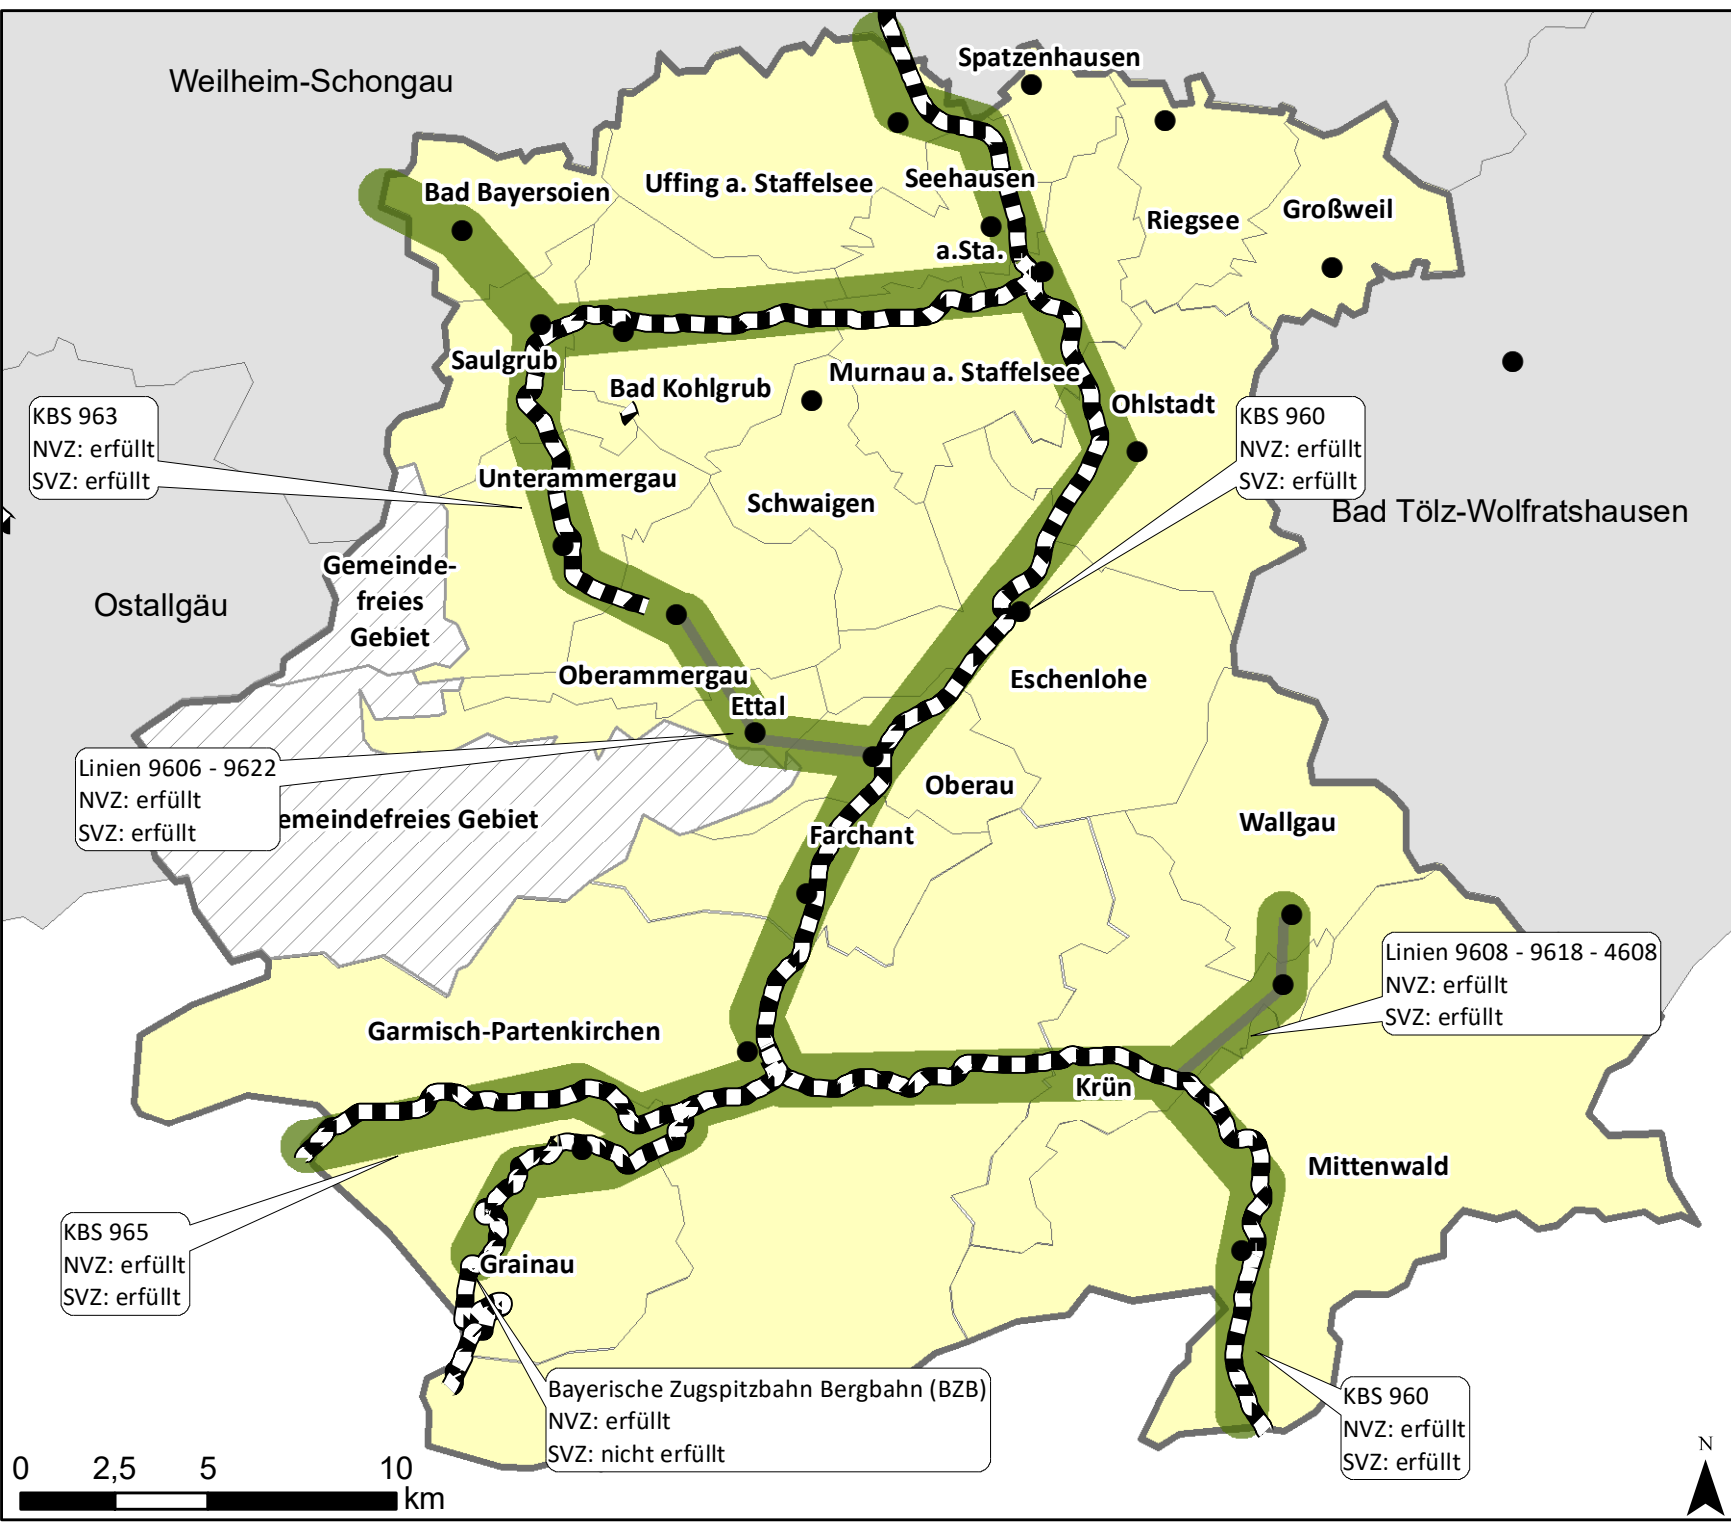 Spatzenhausen
Weilheim-Schongau
Uffing a. Staffelsee
Seehausen
a.Sta.
Bad Bayersoien
Riegsee
Großweil
Saulgrub
Bad Kohlgrub
Murnau a. Staffelsee
Ohlstadt
KBS 963
NVZ: erfüllt
SVZ: erfüllt
KBS 960
NVZ: erfüllt
SVZ: erfüllt
Unterammergau
Schwaigen
Bad Tölz-Wolfratshausen
Gemeinde-
freies
Gebiet
Ostallgäu
Oberammergau
Ettal
Eschenlohe
Linien 9606 - 9622
NVZ: erfüllt
SVZ: erfüllt
emeindefreies Gebiet
Oberau
Farchant
Wallgau
Linien 9608 - 9618 - 4608
NVZ: erfüllt
SVZ: erfüllt
Garmisch-Partenkirchen
Krün
Mittenwald
KBS 965
NVZ: erfüllt
SVZ: erfüllt
Grainau
Bayerische Zugspitzbahn Bergbahn (BZB)
NVZ: erfüllt
SVZ: nicht erfüllt
KBS 960
NVZ: erfüllt
SVZ: erfüllt
0 2,5 5 10
km
N